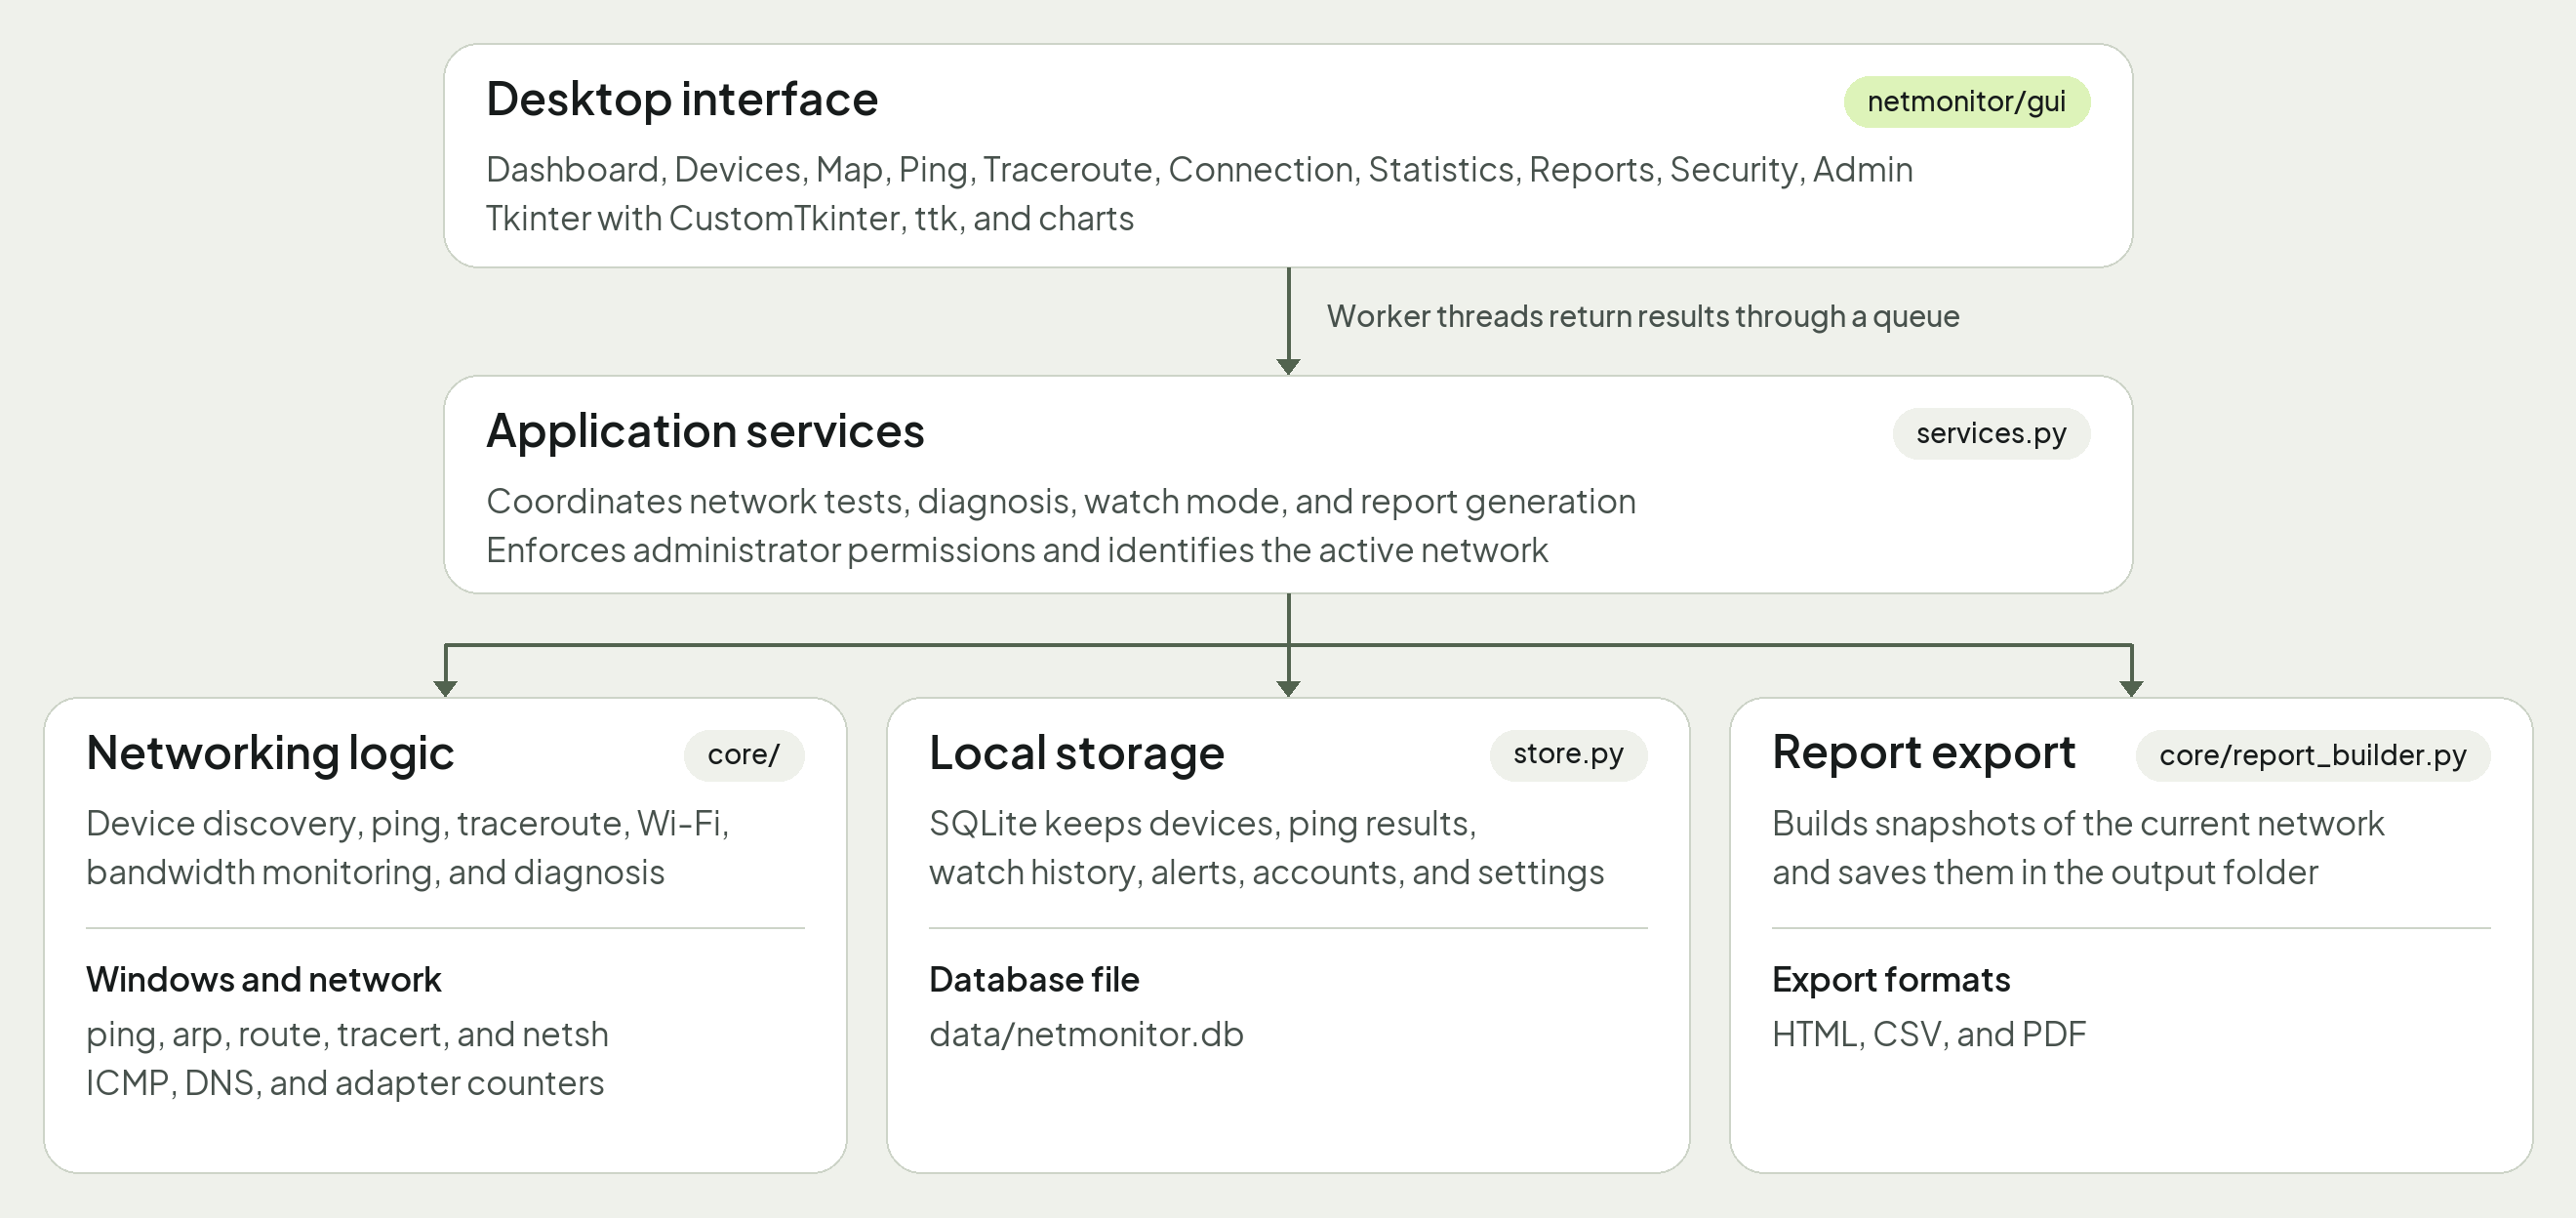 Desktop interface
netmonitor/gui
Dashboard, Devices, Map, Ping, Traceroute, Connection, Statistics, Reports, Security, Admin
Tkinter with CustomTkinter, ttk, and charts
Worker threads return results through a queue
Application services
services.py
Coordinates network tests, diagnosis, watch mode, and report generation
Enforces administrator permissions and identifies the active network
Networking logic
core/
Device discovery, ping, traceroute, Wi-Fi,
bandwidth monitoring, and diagnosis
Windows and network
ping, arp, route, tracert, and netsh
ICMP, DNS, and adapter counters
Local storage
store.py
SQLite keeps devices, ping results,
watch history, alerts, accounts, and settings
Database file
data/netmonitor.db
Report export
core/report_builder.py
Builds snapshots of the current network
and saves them in the output folder
Export formats
HTML, CSV, and PDF